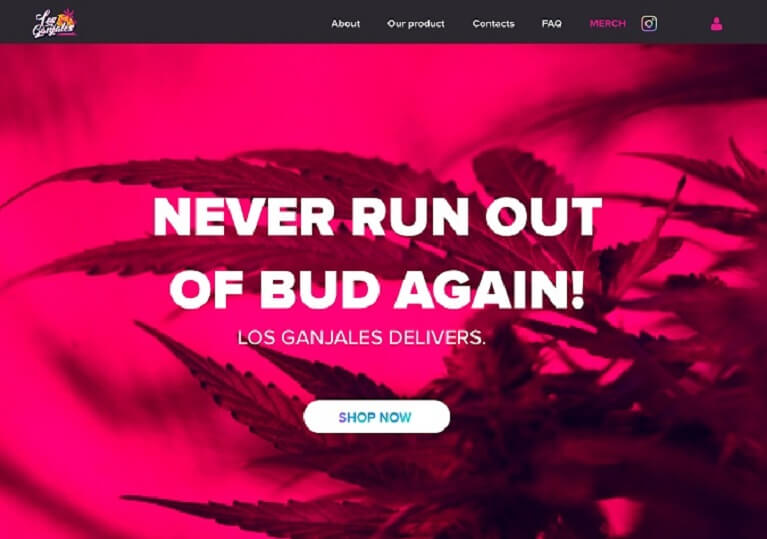 Los
Ganjales
About
Our product
Contacts
FAQ
MERCH
NEVER RUN OUT
OF BUD AGAIN!
LOS GANJALES DELIVERS.
SHOP NOW